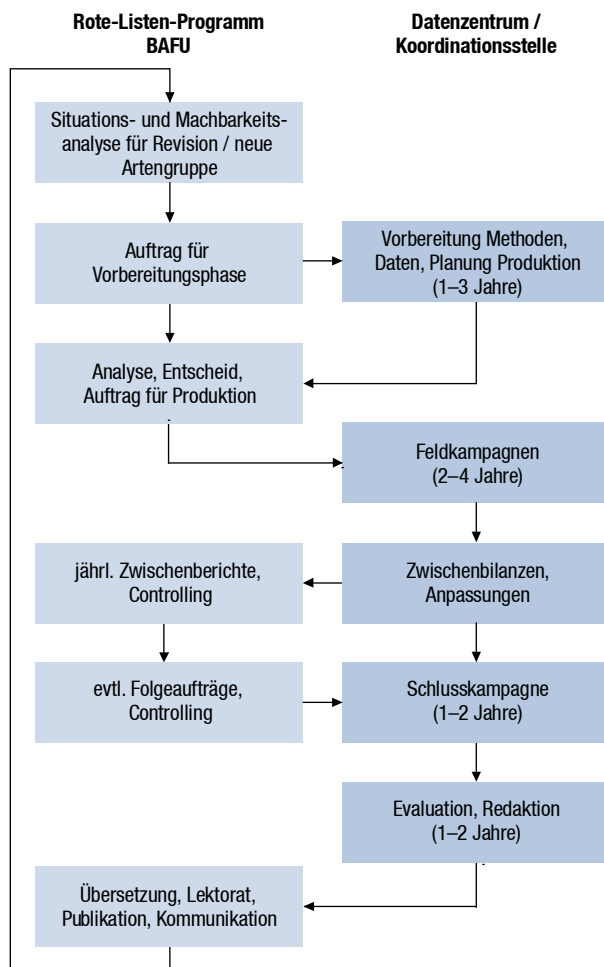 Rote-Listen-Programm
BAFU
Datenzentrum /
Koordinationsstelle
Situations- und Machbarkeits-
analyse für Revision / neue
Artengruppe
Auftrag für
Vorbereitungsphase
Vorbereitung Methoden,
Daten, Planung Produktion
(1–3 Jahre)
Analyse, Entscheid,
Auftrag für Produktion
Feldkampagnen
(2–4 Jahre)
jährl. Zwischenberichte,
Controlling
Zwischenbilanzen,
Anpassungen
evtl. Folgeaufträge,
Controlling
Schlusskampagne
(1–2 Jahre)
Evaluation, Redaktion
(1–2 Jahre)
Übersetzung, Lektorat,
Publikation, Kommunikation